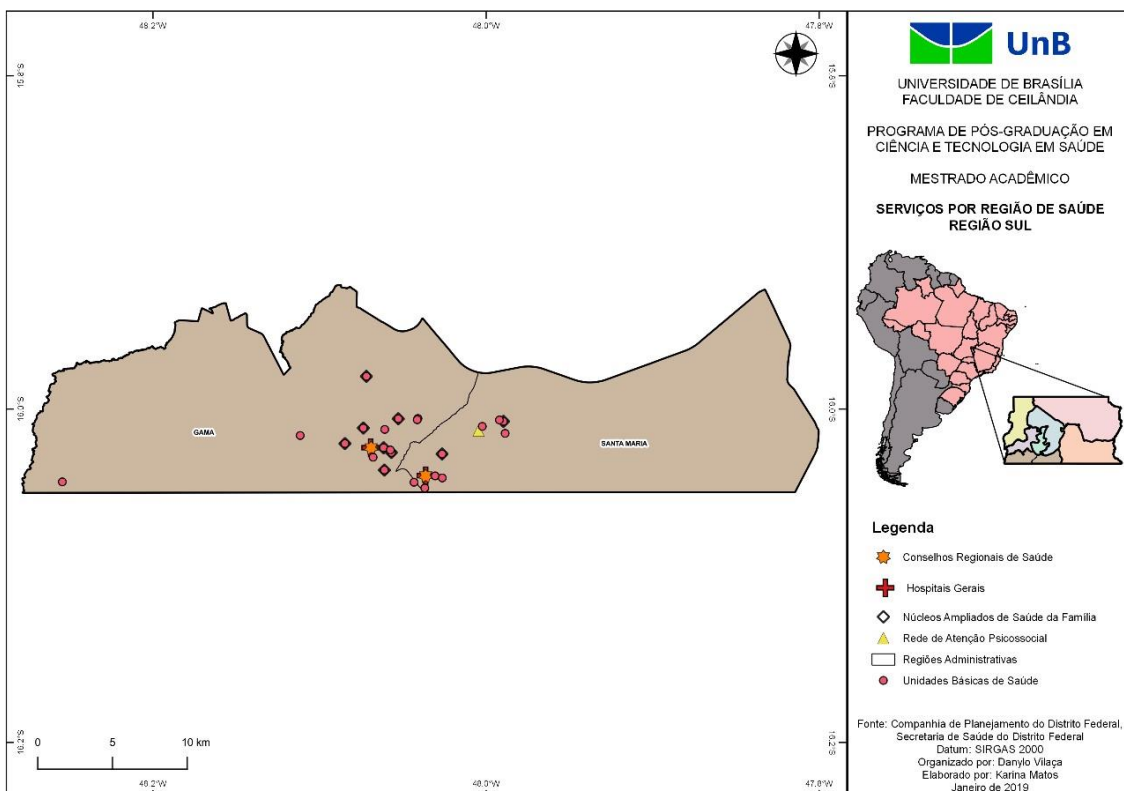 48.2°W
48.0°W
47.8°W
15.8°S
15.8°S
16.0°S
16.0°S
16.2°S
16.2°S
GAMA
SANTA MARIA
0 5 10 km
48.2°W
48.0°W
47.8°W
UnB
UNIVERSIDADE DE BRASÍLIA
FACULDADE DE CEILÂNDIA
PROGRAMA DE PÓS-GRADUAÇÃO EM
CIÊNCIA E TECNOLOGIA EM SAÚDE
MESTRADO ACADÊMICO
SERVIÇOS POR REGIÃO DE SAÚDE
REGIÃO SUL
Legenda
Conselhos Regionais de Saúde
Hospitais Gerais
Núcleos Ampliados de Saúde da Família
Rede de Atenção Psicossocial
Regiões Administrativas
Unidades Básicas de Saúde
Fonte: Companhia de Planejamento do Distrito Federal,
Secretaria de Saúde do Distrito Federal
Datum: SIRGAS 2000
Organizado por: Danylo Vilaça
Elaborado por: Karina Matos
Janeiro de 2019